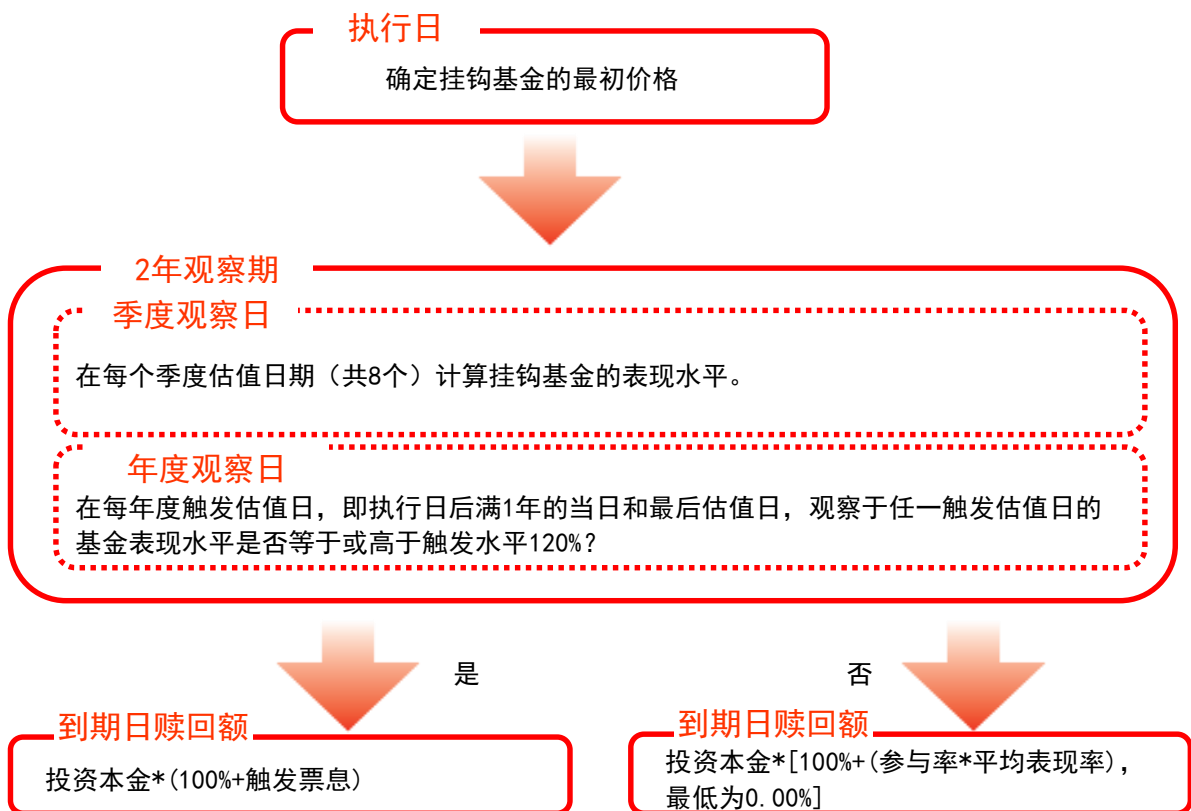 执行日
确定挂钩基金的最初价格
2年观察期
季度观察日
在每个季度估值日期（共8个）计算挂钩基金的表现水平。
年度观察日
在每年度触发估值日，即执行日后满1年的当日和最后估值日，观察于任一触发估值日的
基金表现水平是否等于或高于触发水平120%?
是
否
到期日赎回额
投资本金*(100%+触发票息)
到期日赎回额
投资本金*[100%+(参与率*平均表现率)，
最低为0.00%]